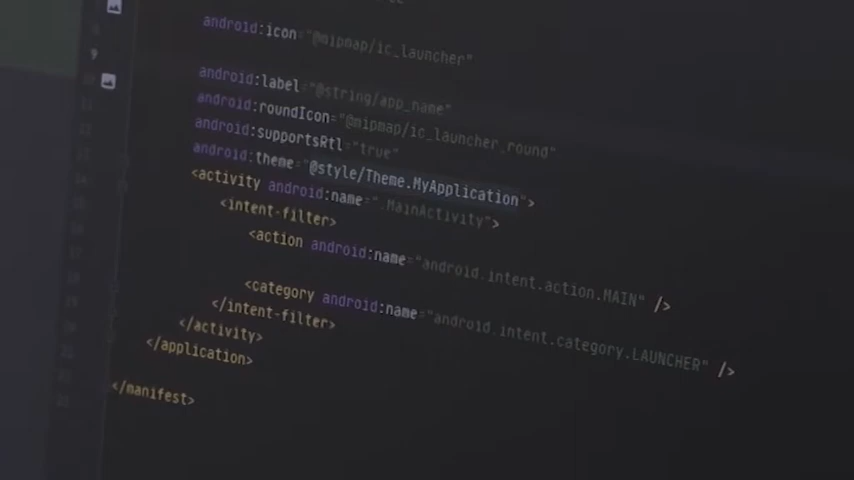 android:icon="@mipmap/ic_launcher"
android:label="@string/app_name"
android:roundIcon="@mipmap/ic_launcher_round"
android:supportsRtl="true"
android:theme="@style/Theme.MyApplication">
<activity android:name=".MainActivity">
<intent-filter>
<action android:name="android.intent.action.MAIN" />
<category android:name="android.intent.category.LAUNCHER" />
</intent-filter>
</activity>
</application>
</manifest>